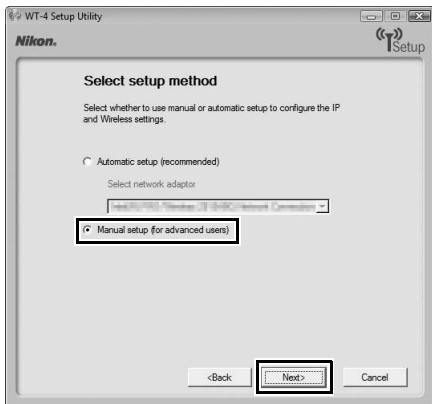 WT-4 Setup Utility
Nikon.
Setup
Select setup method
Select whether to use manual or automatic setup to configure the IP
and Wireless settings.
Automatic setup (recommended)
Select network adaptor
Manual setup (for advanced users)
<Back
Next>
Cancel